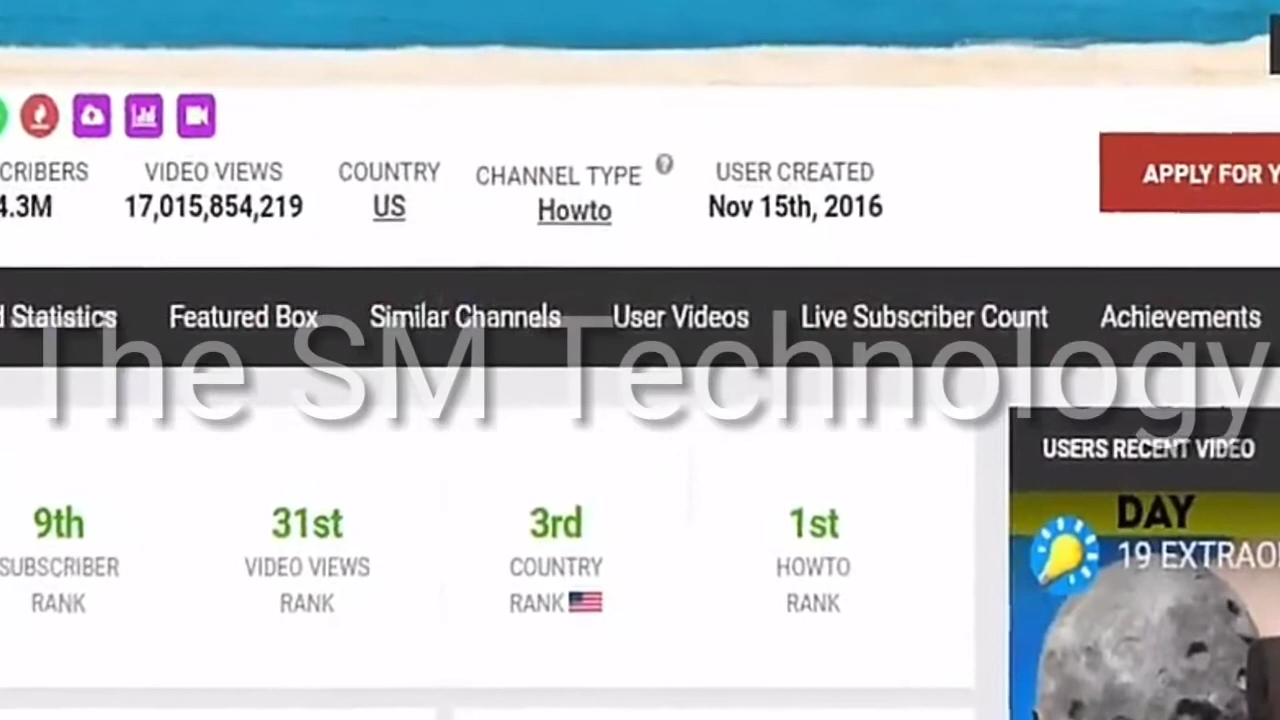 CRIBERS VIDEO VIEWS COUNTRY CHANNEL TYPE ? USER CREATED
4.3M 17,015,854,219 US Howto Nov 15th, 2016
APPLY FOR Y
d Statistics Featured Box Similar Channels User Videos Live Subscriber Count Achievements
The SM Technology
USERS RECENT VIDEO
DAY
19 EXTRAO
9th 31st 3rd 1st
SUBSCRIBER VIDEO VIEWS COUNTRY HOWTO
RANK RANK RANK RANK